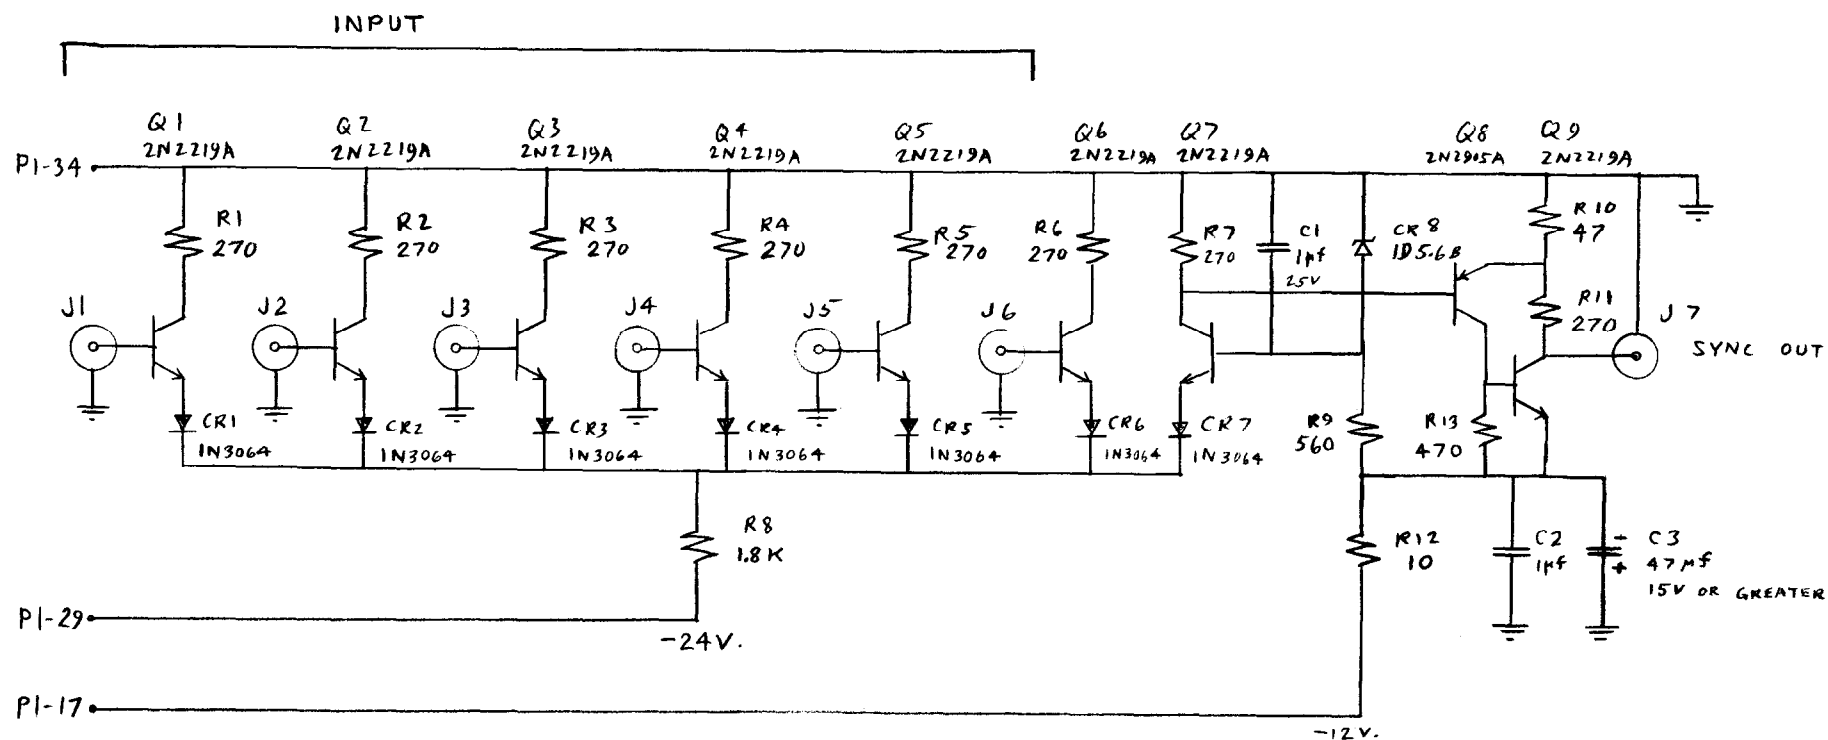 INPUT
Q1
2N2219A
Q2
2N2219A
Q3
2N2219A
Q4
2N2219A
Q5
2N2219A
Q6
2N2219A
Q7
2N2219A
Q8
2N2905A
Q9
2N2219A
P1-34
R1
270
R2
270
R3
270
R4
270
R5
270
R6
270
R7
270
C1
1µf
25V
CR8
1D5.6B
R10
47
R11
270
J1
J2
J3
J4
J5
J6
J7
SYNC OUT
CR1
1N3064
CR2
1N3064
CR3
1N3064
CR4
1N3064
CR5
1N3064
CR6
1N3064
CR7
1N3064
R9
560
R13
470
R8
1.8K
R12
10
C2
1µf
-
+
C3
47µf
15V OR GREATER
P1-29
-24V.
P1-17
-12V.